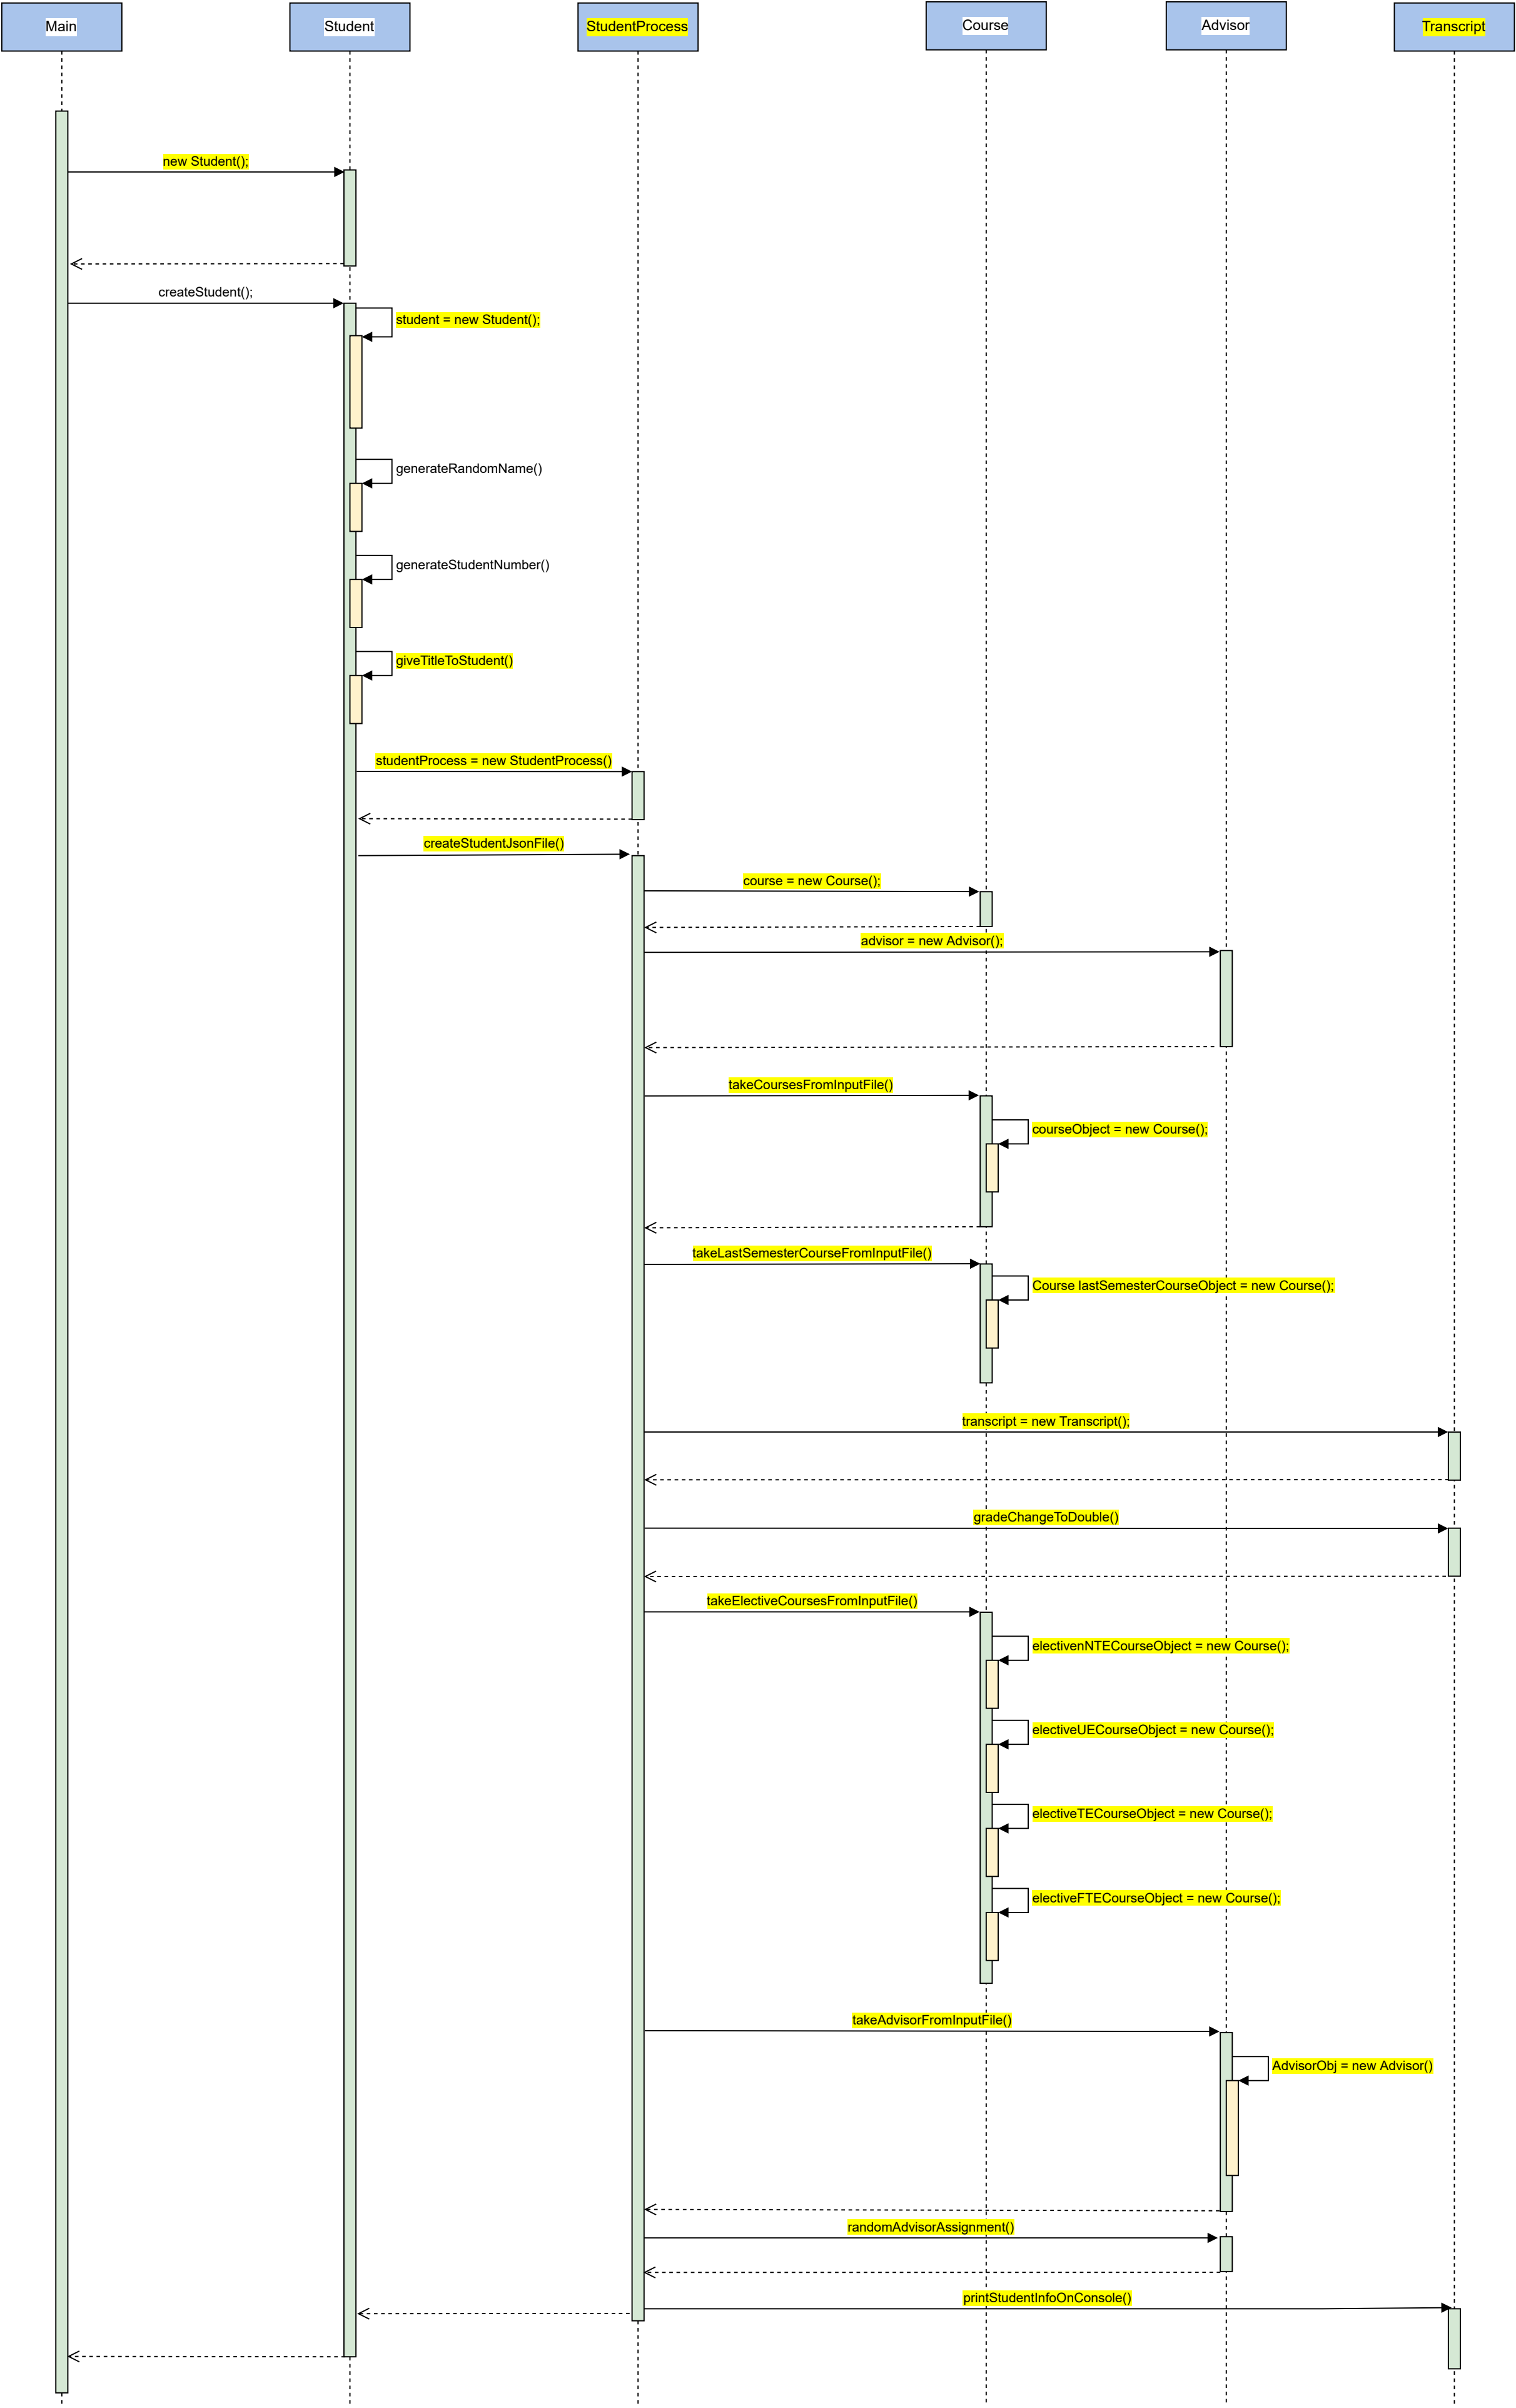 Main
Student
StudentProcess
Course
Advisor
Transcript
new Student();
createStudent();
student = new Student();
generateRandomName()
generateStudentNumber()
giveTitleToStudent()
studentProcess = new StudentProcess()
createStudentJsonFile()
course = new Course();
advisor = new Advisor();
takeCoursesFromInputFile()
courseObject = new Course();
takeLastSemesterCourseFromInputFile()
Course lastSemesterCourseObject = new Course();
transcript = new Transcript();
gradeChangeToDouble()
takeElectiveCoursesFromInputFile()
electivenNTECourseObject = new Course();
electiveUECourseObject = new Course();
electiveTECourseObject = new Course();
electiveFTECourseObject = new Course();
takeAdvisorFromInputFile()
AdvisorObj = new Advisor()
randomAdvisorAssignment()
printStudentInfoOnConsole()